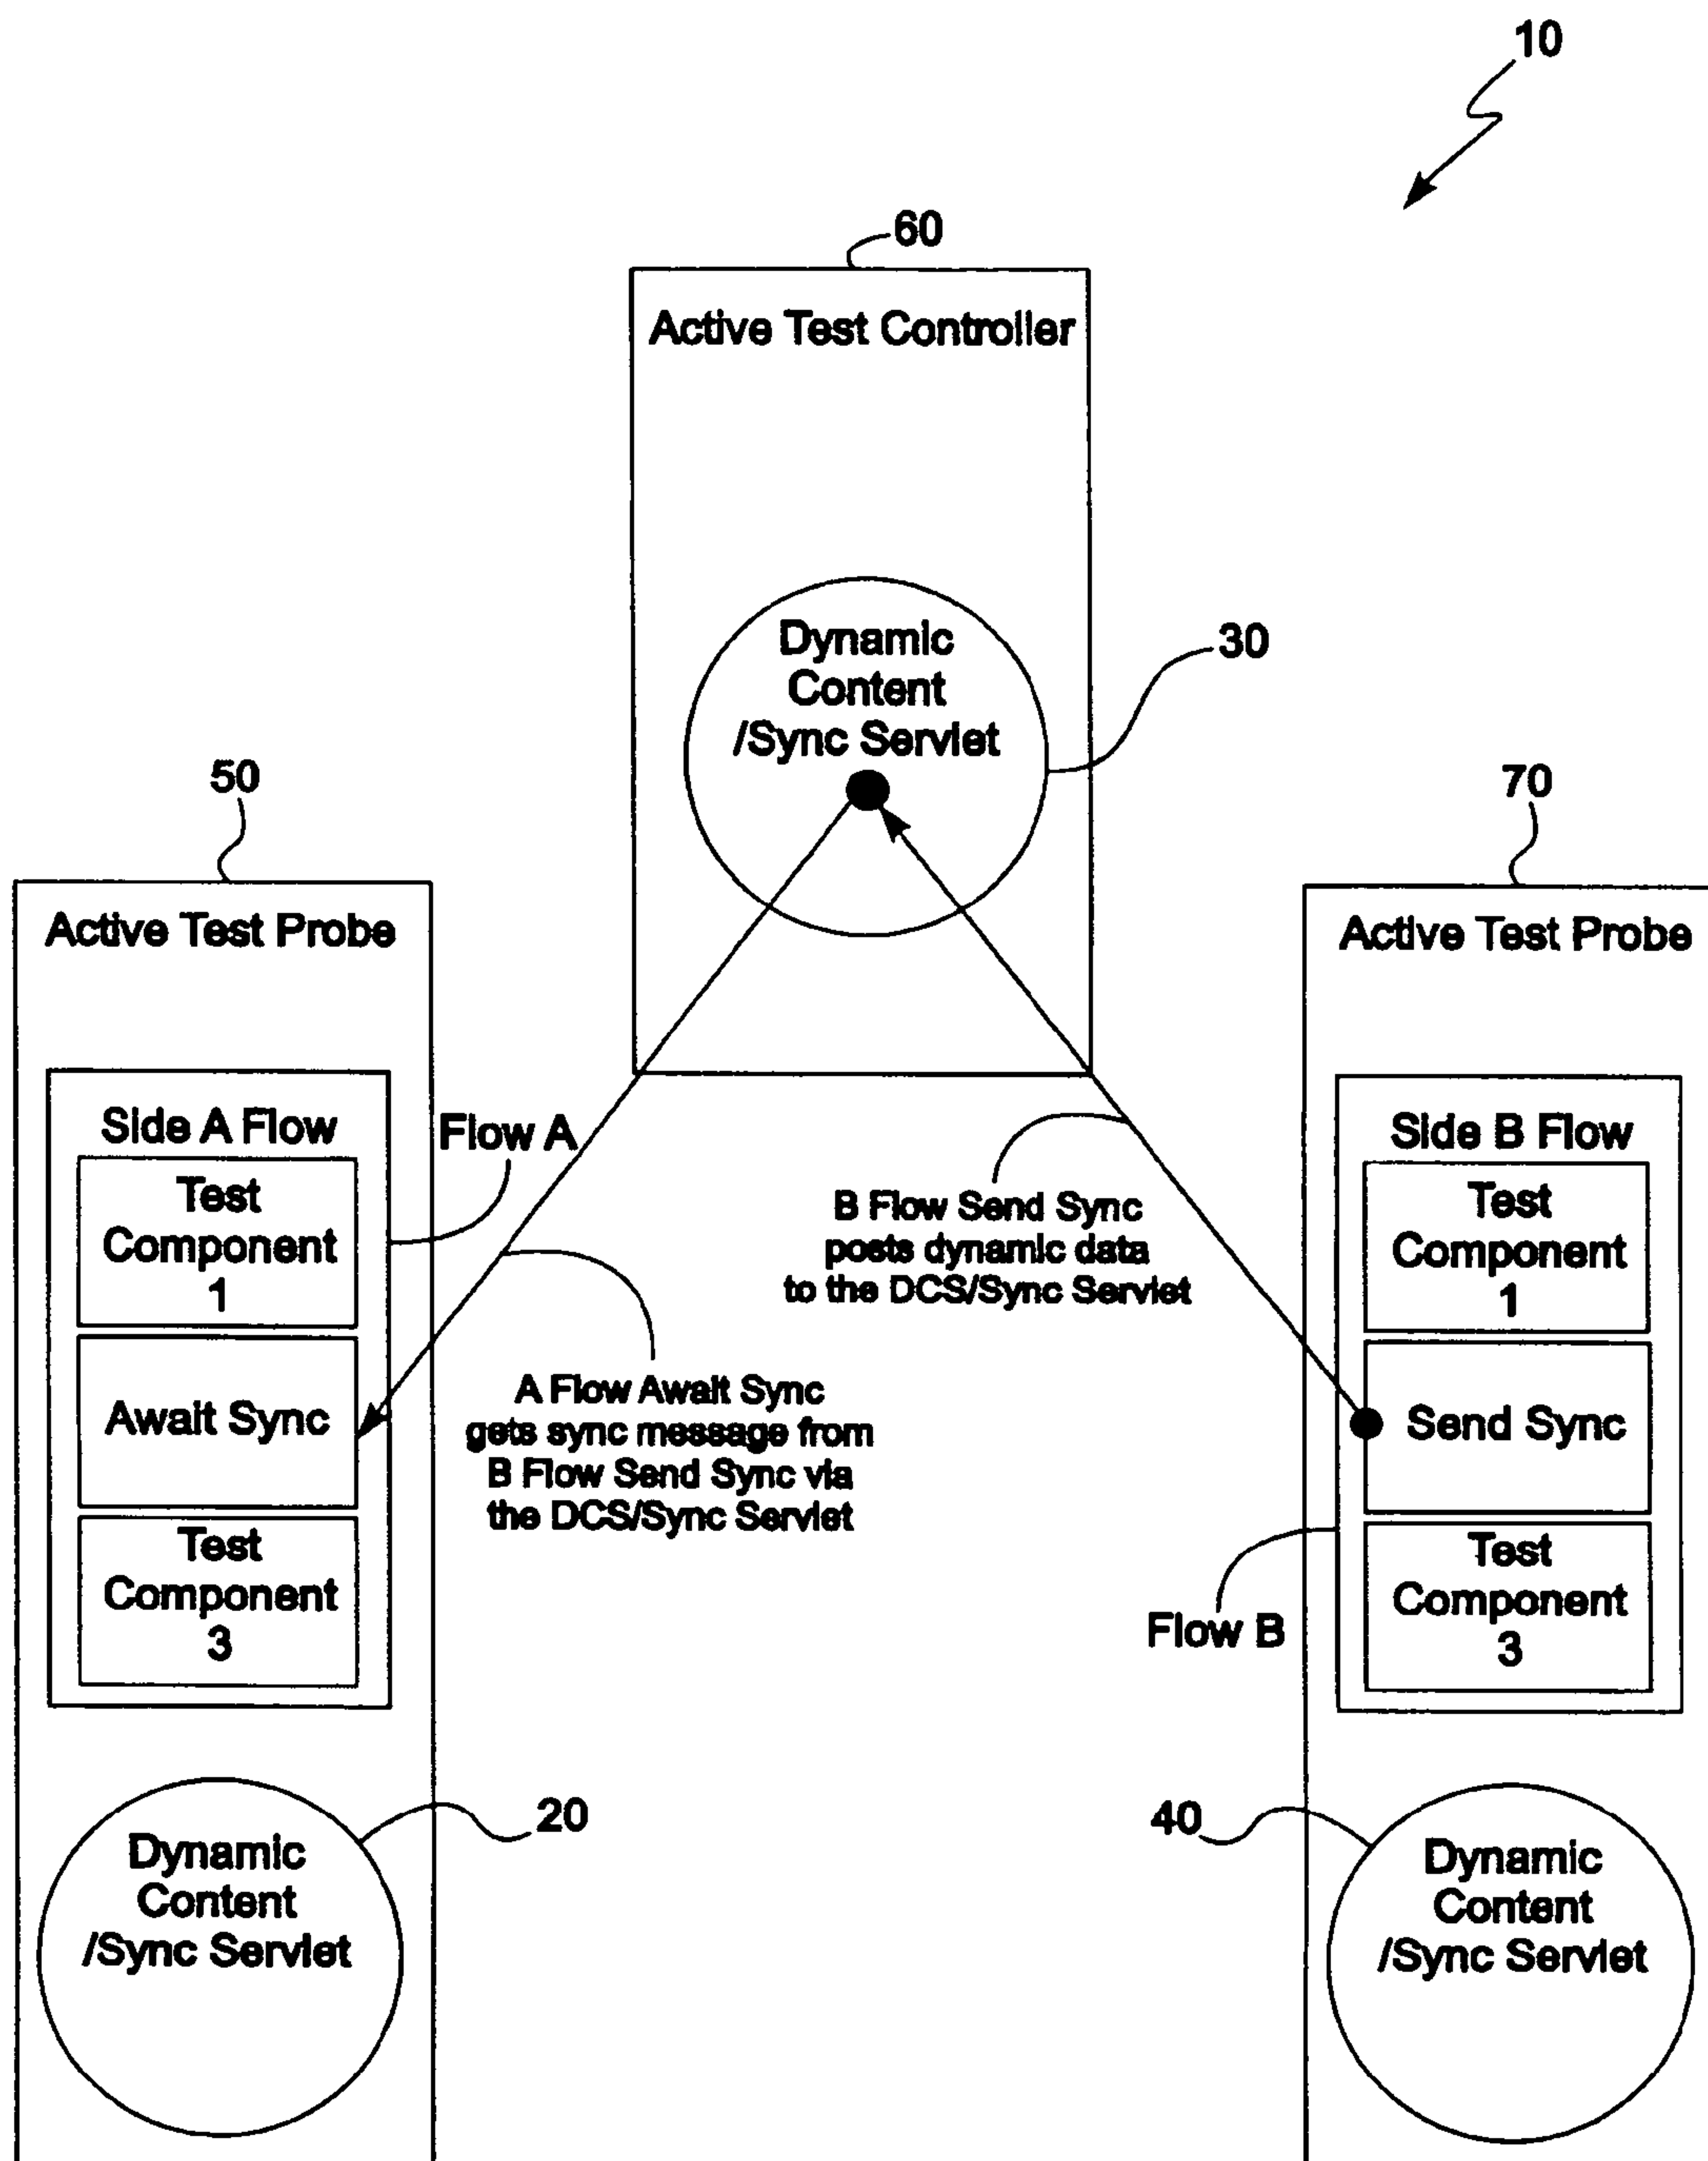 10
60
Active Test Controller
Dynamic
Content
/Sync Servlet
30
50
Active Test Probe
Side A Flow
Flow A
Test
Component
1
Await Sync
Test
Component
3
A Flow Await Sync
gets sync message from
B Flow Send Sync via
the DCS/Sync Servlet
B Flow Send Sync
posts dynamic data
to the DCS/Sync Servlet
70
Active Test Probe
Side B Flow
Test
Component
1
Send Sync
Test
Component
3
Flow B
20
Dynamic
Content
/Sync Servlet
40
Dynamic
Content
/Sync Servlet